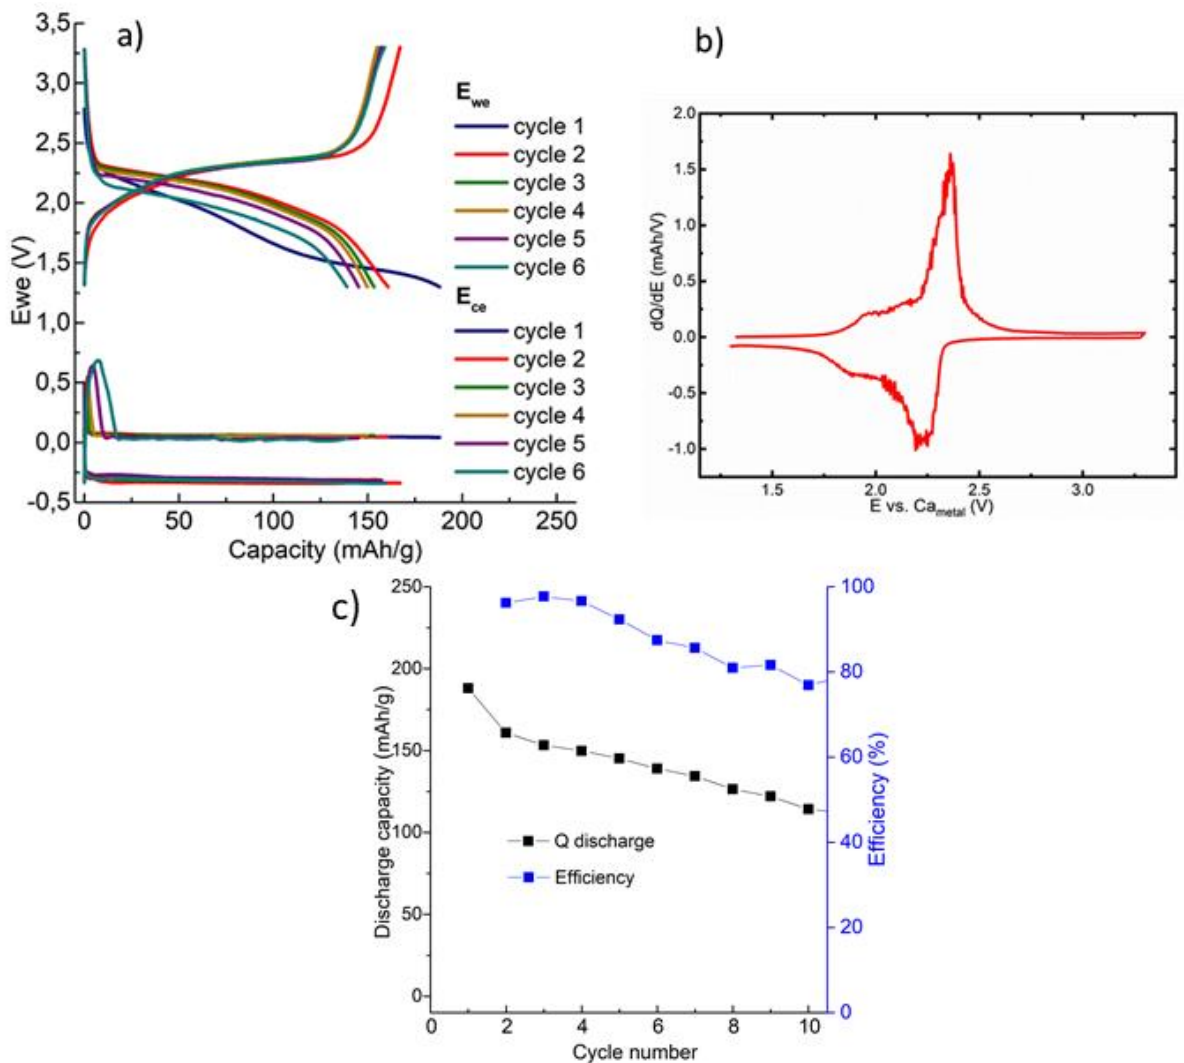 a)
3,5
3,0
2,5
2,0
1,5
1,0
0,5
0,0
-0,5
Ewe (V)
0 50 100 150 200 250
Capacity (mAh/g)
Ewe
cycle 1
cycle 2
cycle 3
cycle 4
cycle 5
cycle 6
Ece
cycle 1
cycle 2
cycle 3
cycle 4
cycle 5
cycle 6
b)
2.0
1.5
1.0
0.5
0.0
-0.5
-1.0
dQ/dE (mAh/V)
1.5 2.0 2.5 3.0
E vs. Cametal (V)
c)
250
200
150
100
50
0
Discharge capacity (mAh/g)
Q discharge
Efficiency
100
80
60
40
20
0
Efficiency (%)
0 2 4 6 8 10
Cycle number